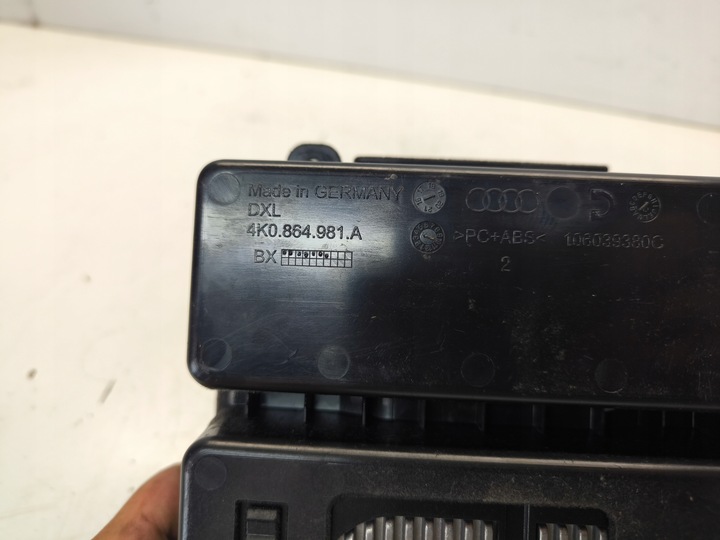 Made in GERMANY
DXL
4K0.864.981.A
>PC+ABS< 106039380C
BX
2